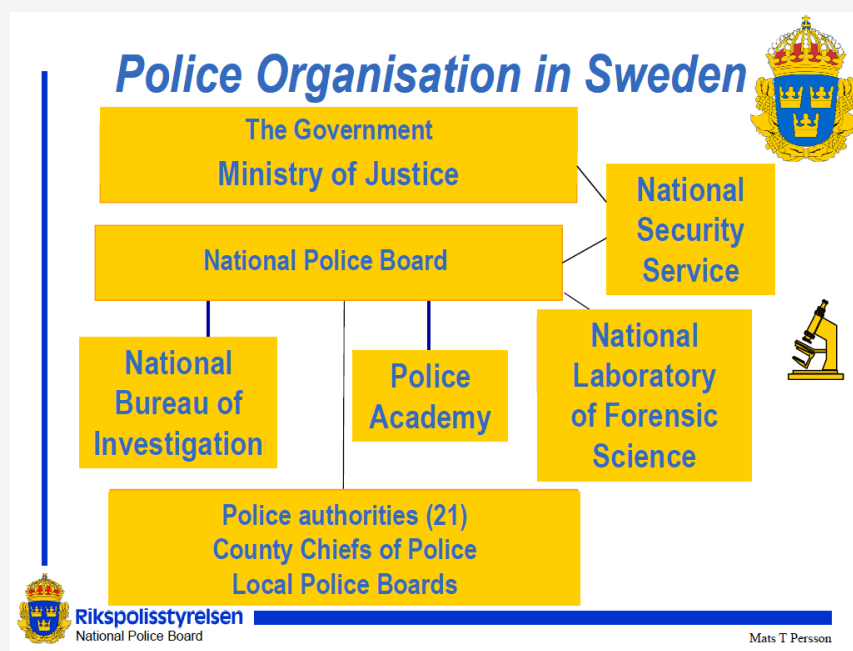 Police Organisation in Sweden
The Government
Ministry of Justice
National
Security
Service
National Police Board
National
Bureau of
Investigation
Police
Academy
National
Laboratory
of Forensic
Science
Police authorities (21)
County Chiefs of Police
Local Police Boards
Rikspolisstyrelsen
National Police Board
Mats T Persson